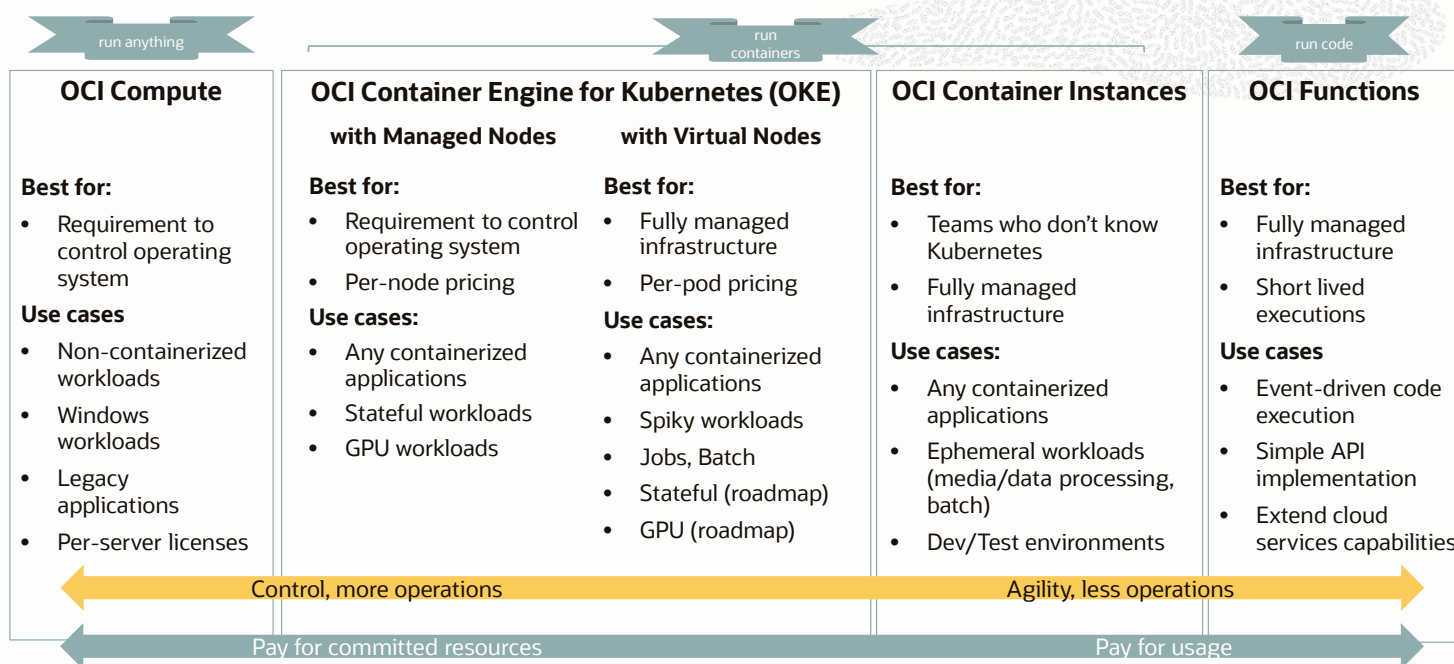 run anything
run
containers
run code
OCI Compute
Best for:
• Requirement to
control operating
system
Use cases
• Non-containerized
workloads
• Windows
workloads
• Legacy
applications
• Per-server licenses
OCI Container Engine for Kubernetes (OKE)
with Managed Nodes
Best for:
• Requirement to control
operating system
• Per-node pricing
Use cases:
• Any containerized
applications
• Stateful workloads
• GPU workloads
with Virtual Nodes
Best for:
• Fully managed
infrastructure
• Per-pod pricing
Use cases:
• Any containerized
applications
• Spiky workloads
• Jobs, Batch
• Stateful (roadmap)
• GPU (roadmap)
OCI Container Instances
Best for:
• Teams who don’t know
Kubernetes
• Fully managed
infrastructure
Use cases:
• Any containerized
applications
• Ephemeral workloads
(media/data processing,
batch)
• Dev/Test environments
OCI Functions
Best for:
• Fully managed
infrastructure
• Short lived
executions
Use cases
• Event-driven code
execution
• Simple API
implementation
• Extend cloud
services capabilities
Control, more operations
Agility, less operations
Pay for committed resources
Pay for usage